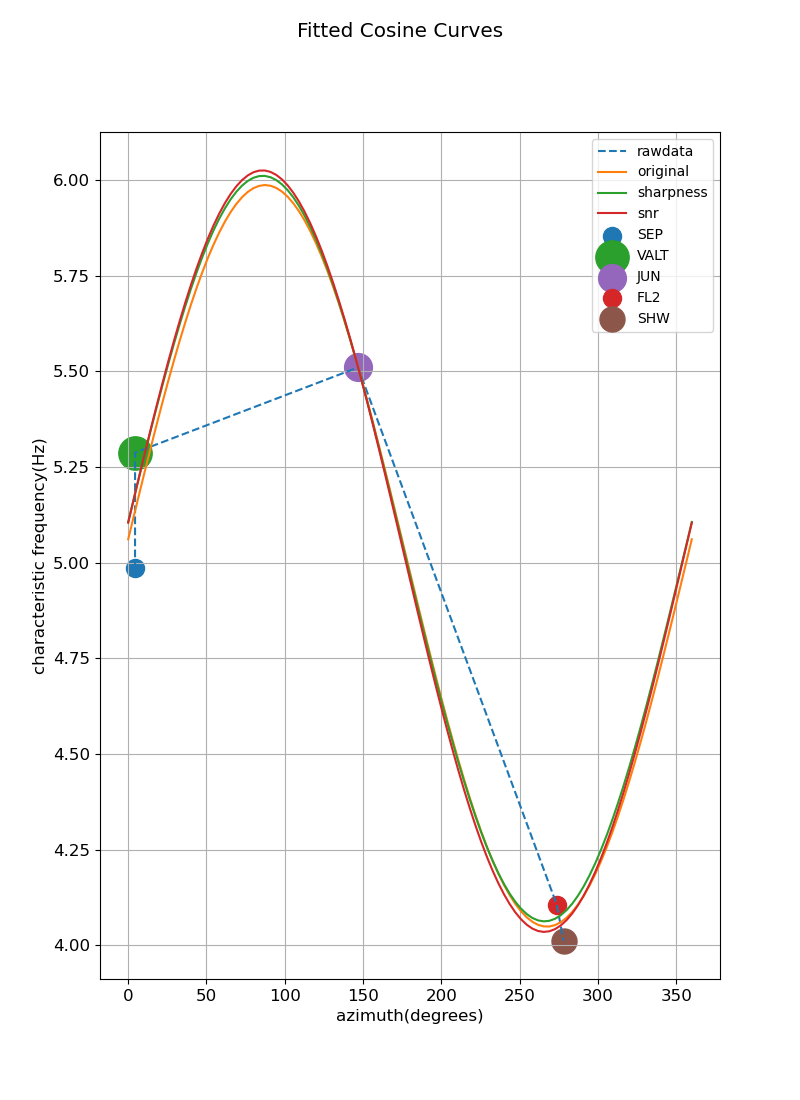 Fitted Cosine Curves
rawdata
original
sharpness
snr
SEP
VALT
JUN
FL2
SHW
characteristic frequency(Hz)
6.00
5.75
5.50
5.25
5.00
4.75
4.50
4.25
4.00
0 50 100 150 200 250 300 350
azimuth(degrees)